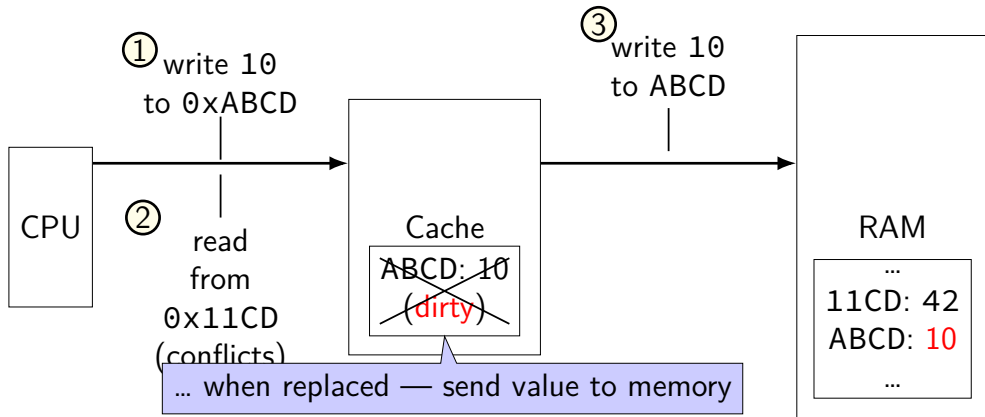 ①
write 10
to 0xABCD
③
write 10
to ABCD
CPU
②
read
from
0x11CD
(conflicts)
Cache
ABCD: 10
(dirty)
RAM
...
11CD: 42
ABCD: 10
...
... when replaced — send value to memory